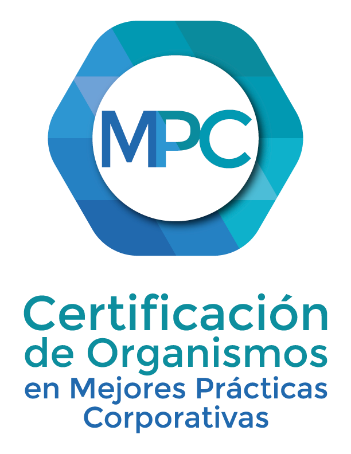 MPC
Certificación
de Organismos
en Mejores Prácticas
Corporativas